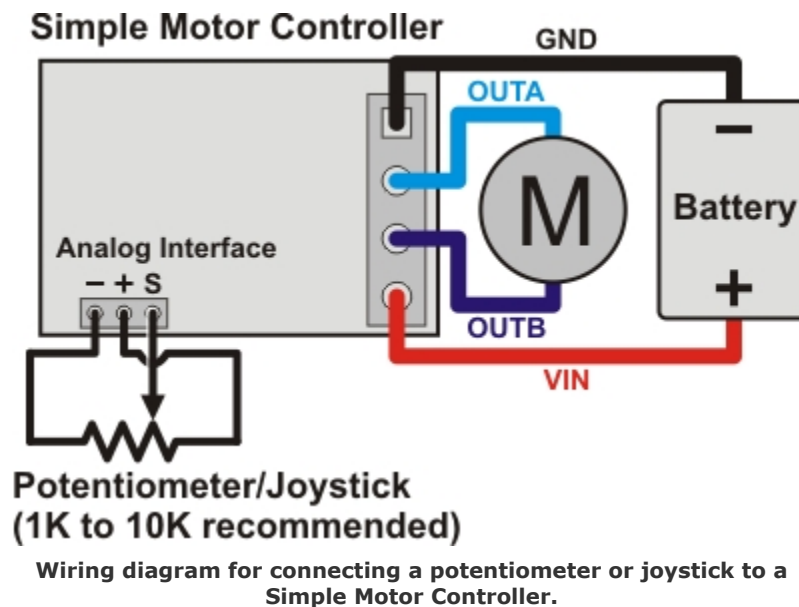 Simple Motor Controller
GND
OUTA
M
−
Battery
+
Analog Interface
− + S
OUTB
VIN
Potentiometer/Joystick
(1K to 10K recommended)
Wiring diagram for connecting a potentiometer or joystick to a
Simple Motor Controller.